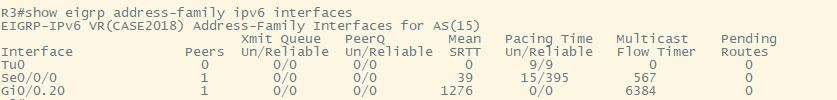 R3#show eigrp address-family ipv6 interfaces
EIGRP-IPv6 VR(CASE2018) Address-Family Interfaces for AS(15)
Xmit Queue PeerQ Mean Pacing Time Multicast Pending
Interface Peers Un/Reliable Un/Reliable SRTT Un/Reliable Flow Timer Routes
Tu0 0 0/0 0/0 0 9/9 0 0
Se0/0/0 1 0/0 0/0 39 15/395 567 0
Gi0/0.20 1 0/0 0/0 1276 0/0 6384 0